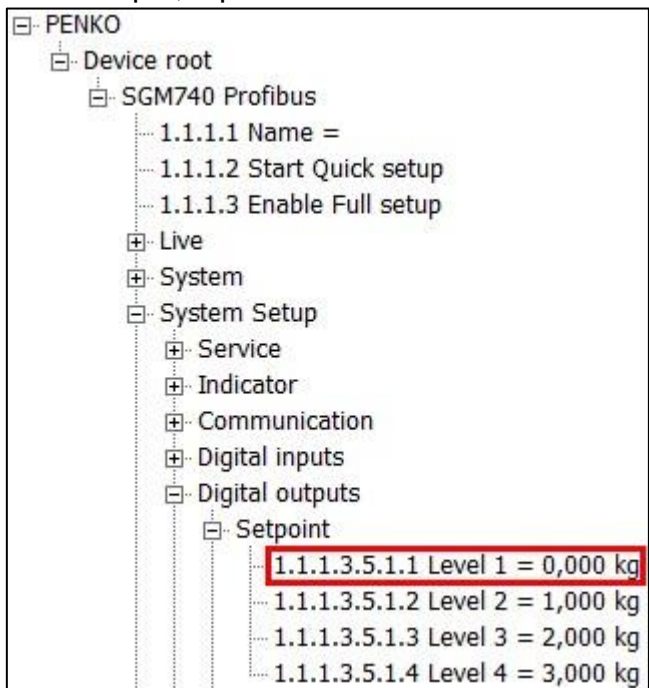 PENKO
Device root
SGM740 Profibus
1.1.1.1 Name =
1.1.1.2 Start Quick setup
1.1.1.3 Enable Full setup
Live
System
System Setup
Service
Indicator
Communication
Digital inputs
Digital outputs
Setpoint
1.1.1.3.5.1.1 Level 1 = 0,000 kg
1.1.1.3.5.1.2 Level 2 = 1,000 kg
1.1.1.3.5.1.3 Level 3 = 2,000 kg
1.1.1.3.5.1.4 Level 4 = 3,000 kg